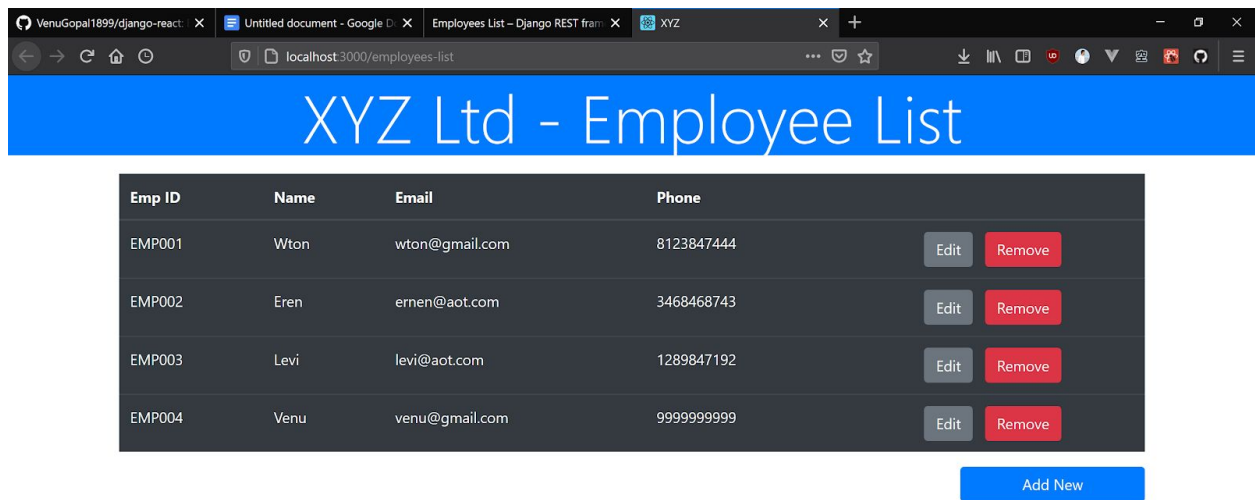 VenuGopal1899/django-react: Untitled document - Google Employees List – Django REST fram XYZ
localhost:3000/employees-list
XYZ Ltd - Employee List
Emp ID Name Email Phone
EMP001 Wton wton@gmail.com 8123847444 Edit Remove
EMP002 Eren ernen@aot.com 3468468743 Edit Remove
EMP003 Levi levi@aot.com 1289847192 Edit Remove
EMP004 Venu venu@gmail.com 9999999999 Edit Remove
Add New